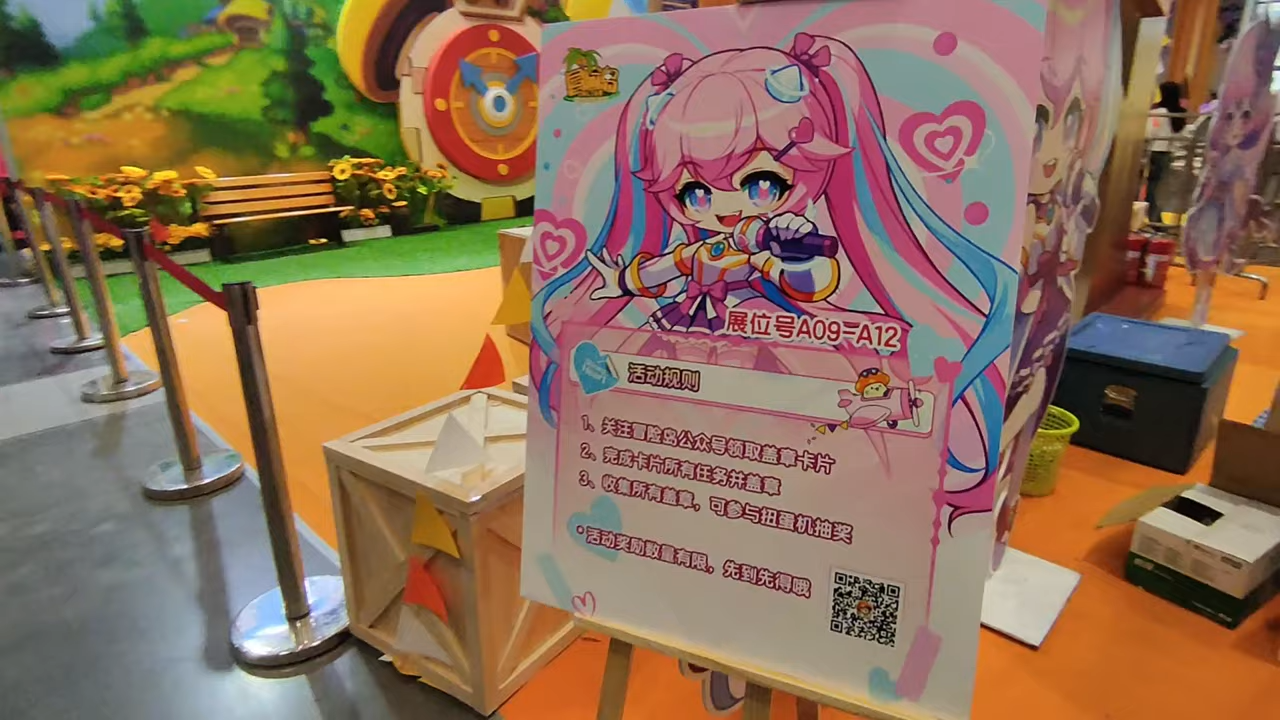 展位号A09-A12
活动规则
1、关注冒险岛公众号领取盖章卡片
2、完成卡片所有任务并盖章
3、收集所有盖章，可参与扭蛋机抽奖
·活动奖励数量有限，先到先得哦